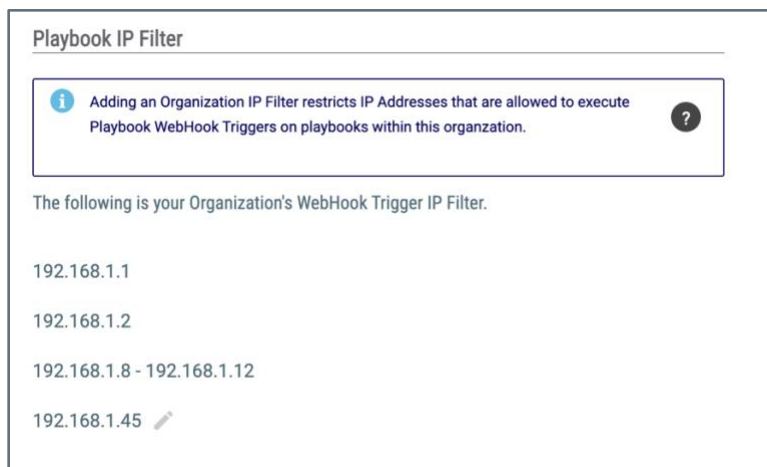 Playbook IP Filter
i
Adding an Organization IP Filter restricts IP Addresses that are allowed to execute
Playbook WebHook Triggers on playbooks within this organzation.
?
The following is your Organization's WebHook Trigger IP Filter.
192.168.1.1
192.168.1.2
192.168.1.8 - 192.168.1.12
192.168.1.45